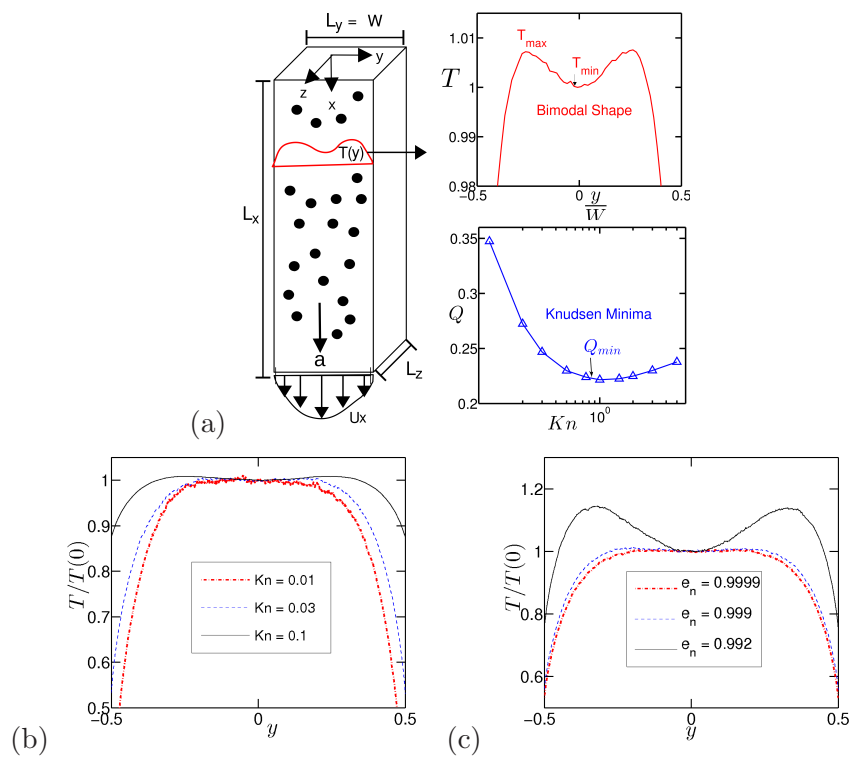 L_y = W
y
z
x
T(y)
L_x
a
L_z
Ux
(a)
1.01
1
0.99
0.98
T
T_max
T_min
Bimodal Shape
−0.5
0
0.5
y/W
0.35
0.3
0.25
0.2
Q
Knudsen Minima
Q_min
Kn
10^0
1
0.9
0.8
0.7
0.6
0.5
T/T(0)
Kn = 0.01
Kn = 0.03
Kn = 0.1
−0.5
0
0.5
y
(b)
1.2
1
0.8
0.6
T/T(0)
e_n = 0.9999
e_n = 0.999
e_n = 0.992
−0.5
0
0.5
y
(c)